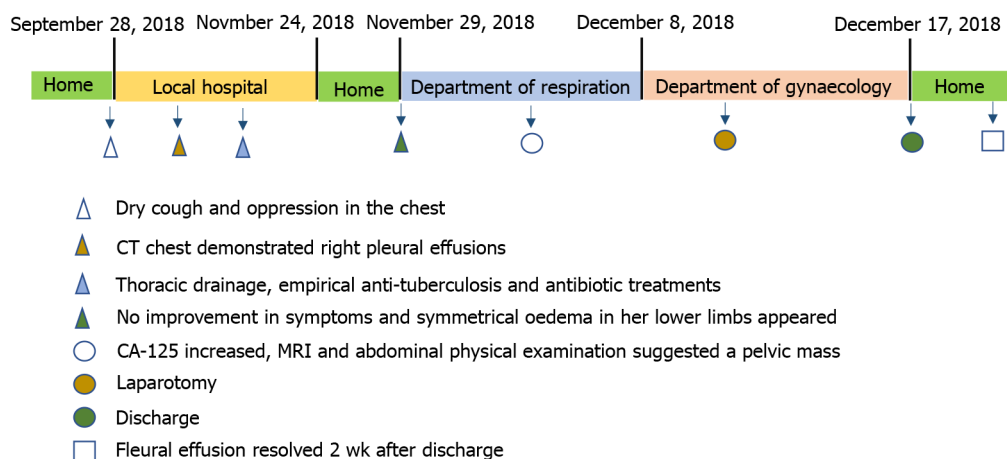 September 28, 2018 Novmber 24, 2018 November 29, 2018 December 8, 2018 December 17, 2018
Home Local hospital Home Department of respiration Department of gynaecology Home
Dry cough and oppression in the chest
CT chest demonstrated right pleural effusions
Thoracic drainage, empirical anti-tuberculosis and antibiotic treatments
No improvement in symptoms and symmetrical oedema in her lower limbs appeared
CA-125 increased, MRI and abdominal physical examination suggested a pelvic mass
Laparotomy
Discharge
Fleural effusion resolved 2 wk after discharge